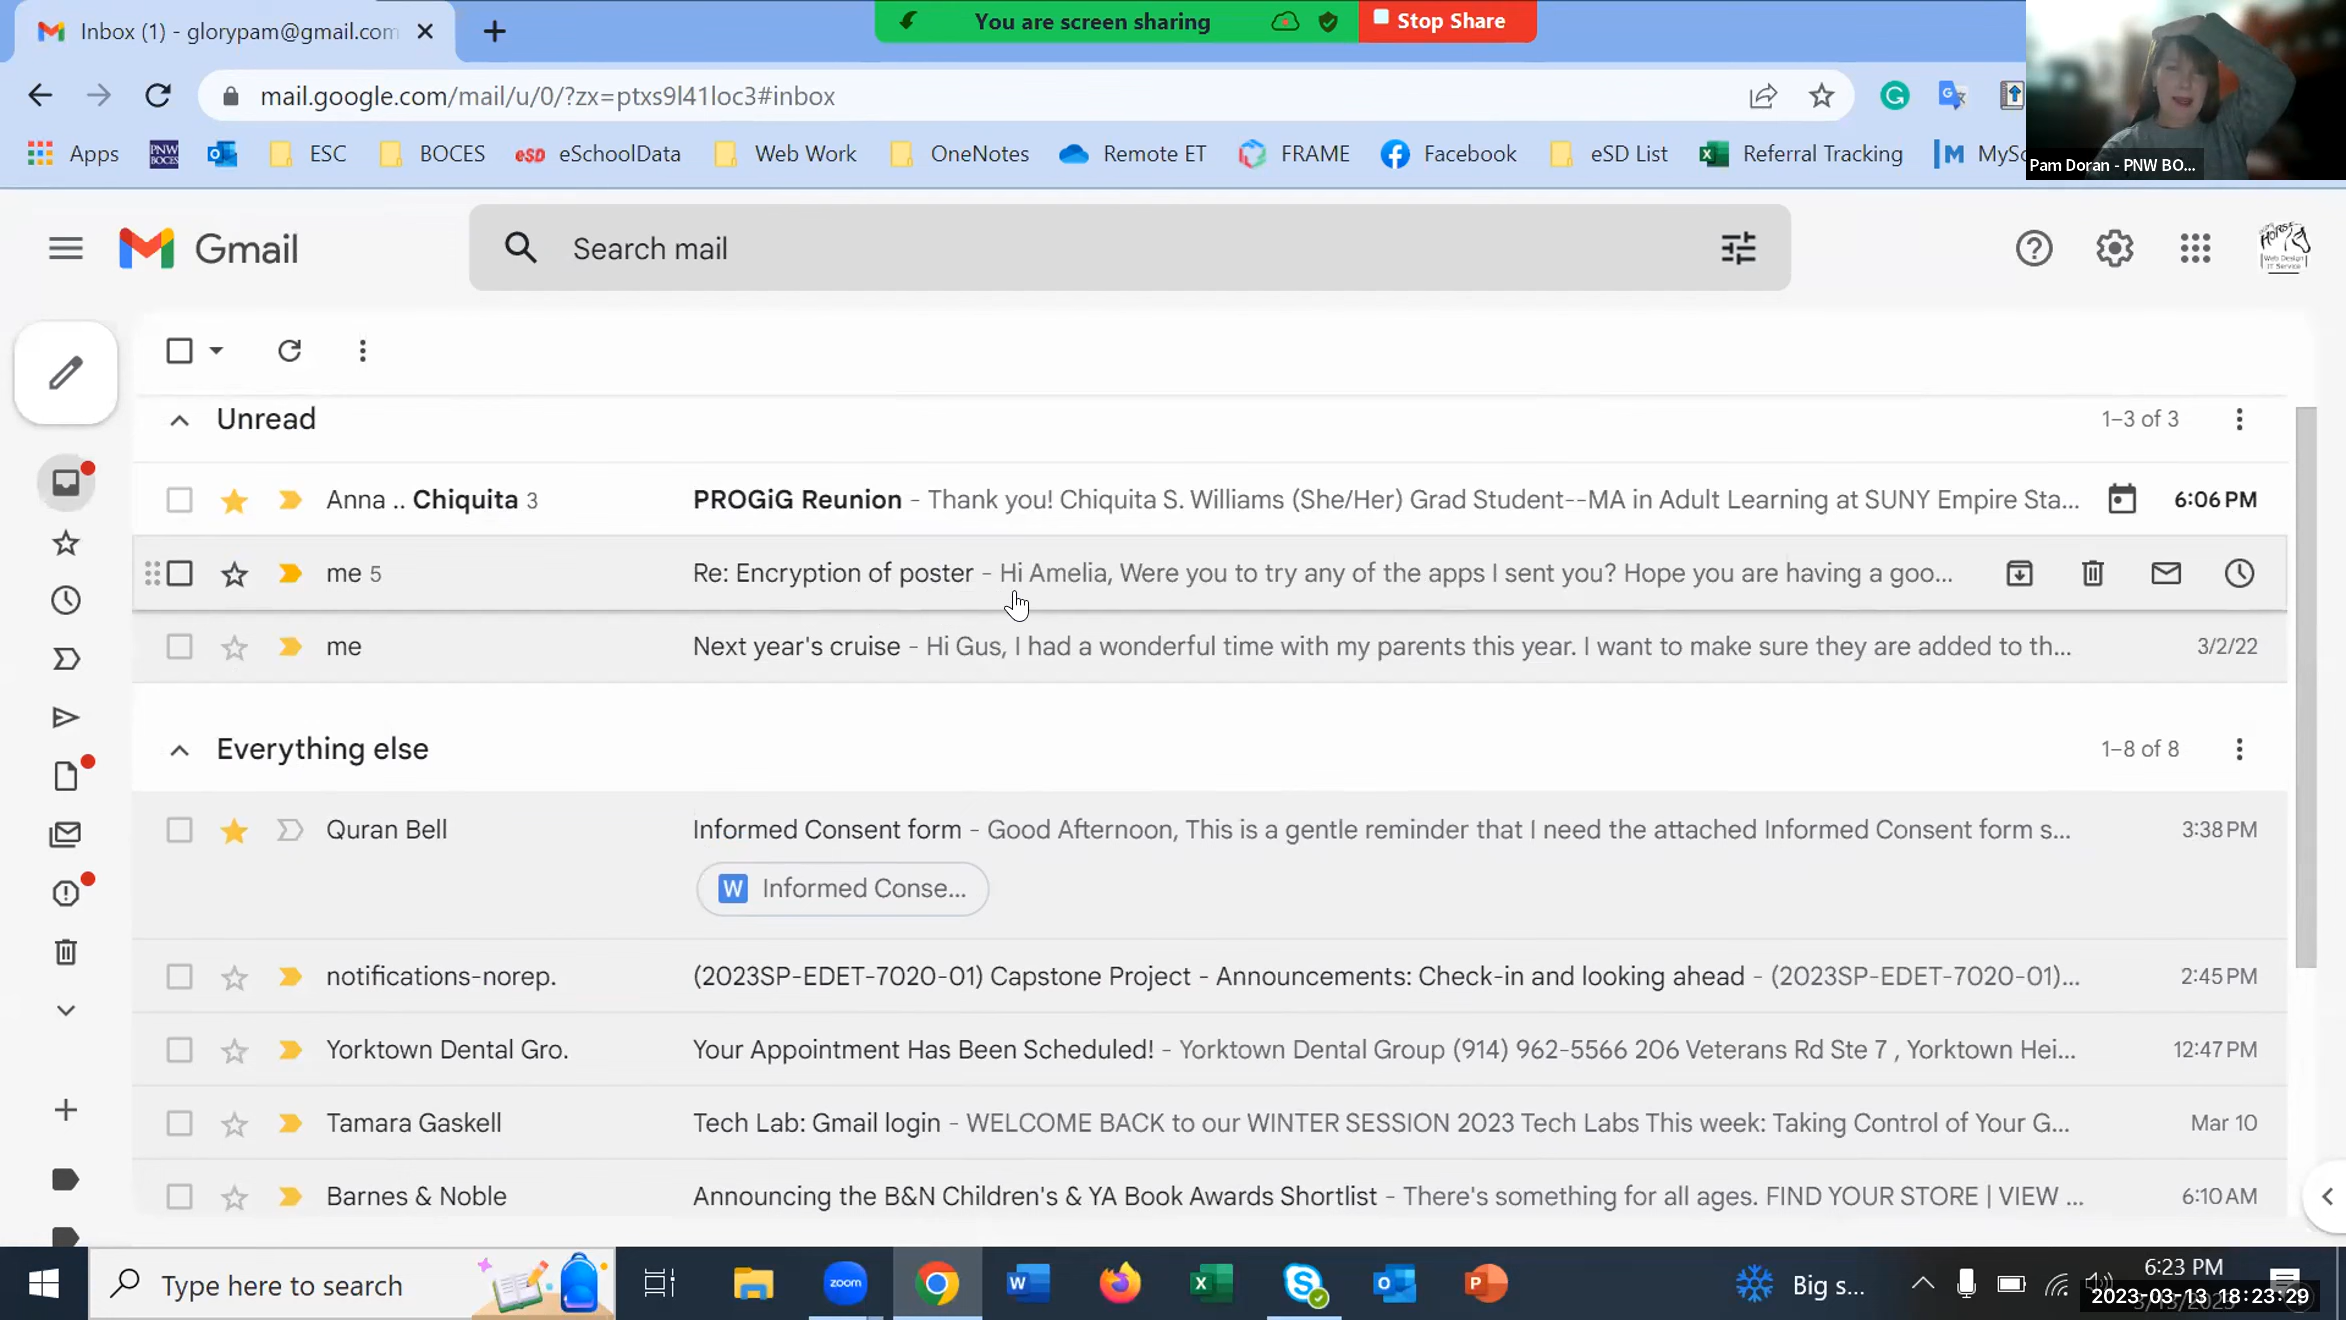 Inbox (1) - glorypam@gmail.com
You are screen sharing
Stop Share
mail.google.com/mail/u/0/?zx=ptxs9l41loc3#inbox
Pam Doran - PNW BO...
Apps
PNW BOCES
ESC
BOCES
esD eSchoolData
Web Work
OneNotes
Remote ET
FRAME
Facebook
eSD List
Referral Tracking
MySc
Gmail
Search mail
HORSE
Web Design
IT Service
Unread
1–3 of 3
Anna .. Chiquita 3
PROGiG Reunion - Thank you! Chiquita S. Williams (She/Her) Grad Student--MA in Adult Learning at SUNY Empire Sta...
6:06 PM
me 5
Re: Encryption of poster - Hi Amelia, Were you to try any of the apps I sent you? Hope you are having a goo...
me
Next year's cruise - Hi Gus, I had a wonderful time with my parents this year. I want to make sure they are added to th...
3/2/22
Everything else
1–8 of 8
Quran Bell
Informed Consent form - Good Afternoon, This is a gentle reminder that I need the attached Informed Consent form s...
3:38 PM
W Informed Conse...
notifications-norep.
(2023SP-EDET-7020-01) Capstone Project - Announcements: Check-in and looking ahead - (2023SP-EDET-7020-01)...
2:45 PM
Yorktown Dental Gro.
Your Appointment Has Been Scheduled! - Yorktown Dental Group (914) 962-5566 206 Veterans Rd Ste 7 , Yorktown Hei...
12:47 PM
Tamara Gaskell
Tech Lab: Gmail login - WELCOME BACK to our WINTER SESSION 2023 Tech Labs This week: Taking Control of Your G...
Mar 10
Barnes & Noble
Announcing the B&N Children's & YA Book Awards Shortlist - There's something for all ages. FIND YOUR STORE | VIEW ...
6:10 AM
Type here to search
zoom
Big s...
6:23 PM
2023-03-13 18:23:29